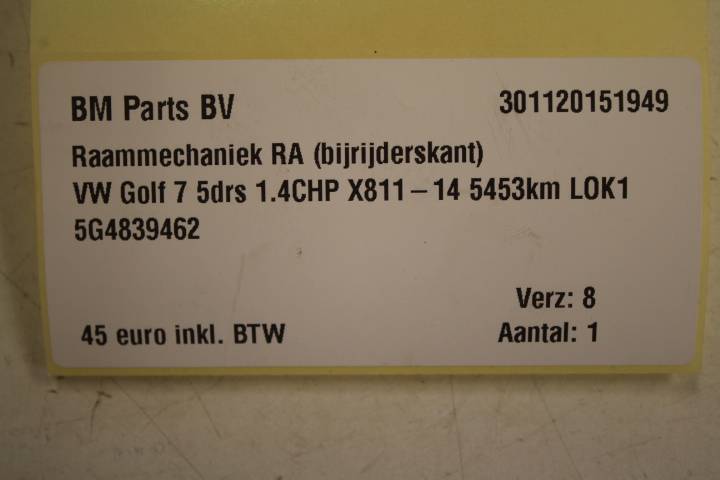 BM Parts BV 301120151949
Raammechaniek RA (bijrijderskant)
VW Golf 7 5drs 1.4CHP X811 – 14 5453km LOK1
5G4839462
Verz: 8
45 euro inkl. BTW Aantal: 1